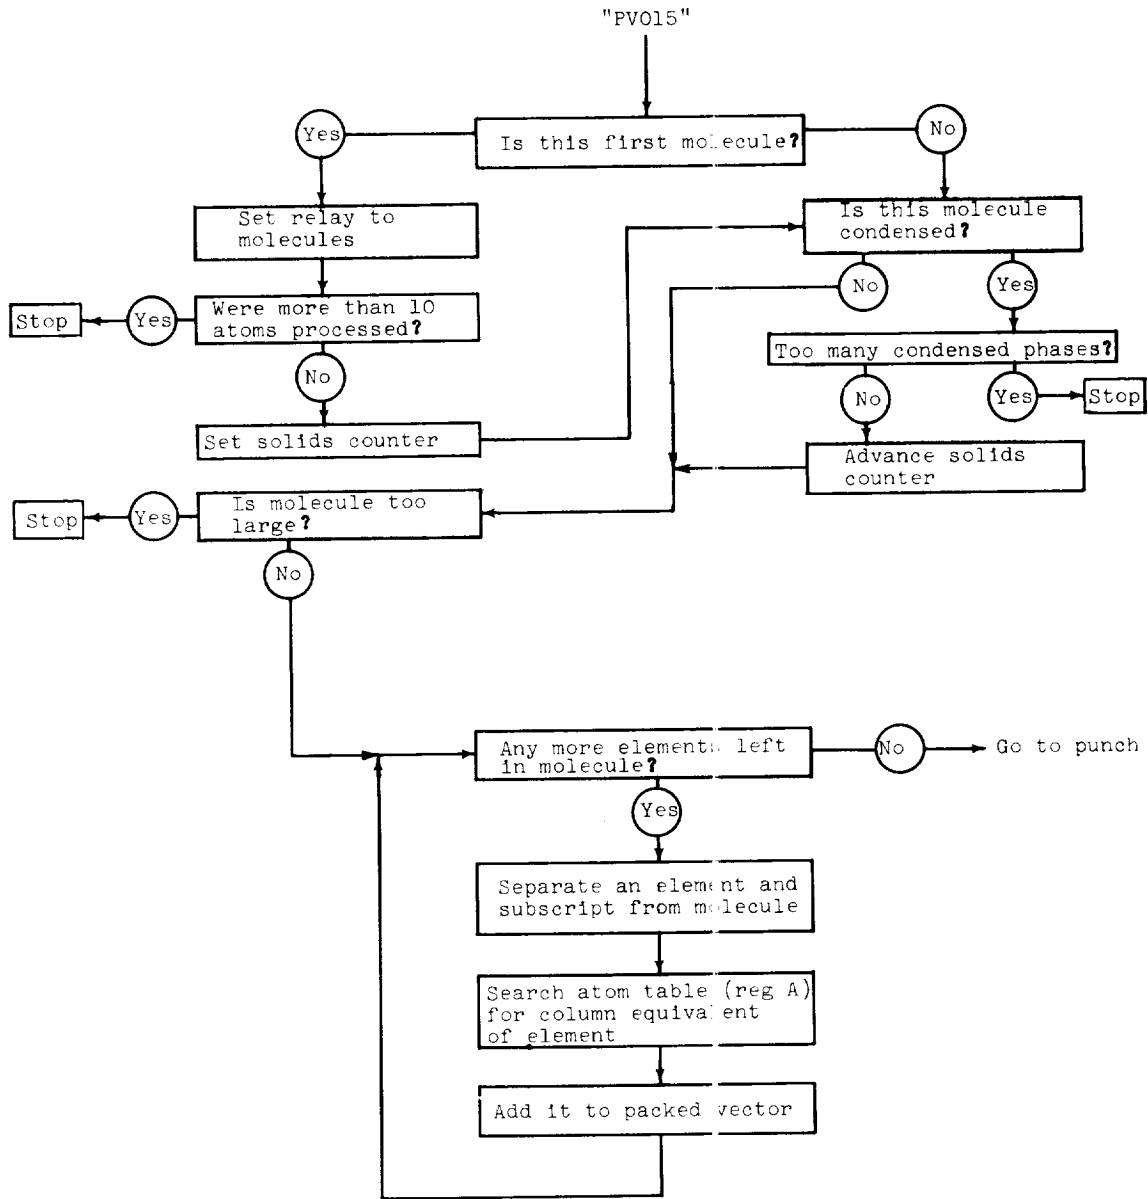 "PV015"
Is this first molecule?
Yes
No
Set relay to
molecules
Is this molecule
condensed?
No
Yes
Stop
Yes
Were more than 10
atoms processed?
No
Too many condensed phases?
No
Yes
Stop
Set solids counter
Advance solids
counter
Stop
Yes
Is molecule too
large?
No
Any more elements left
in molecule?
No
Go to punch
Yes
Separate an element and
subscript from molecule
Search atom table (reg A)
for column equivalent
of element
Add it to packed vector